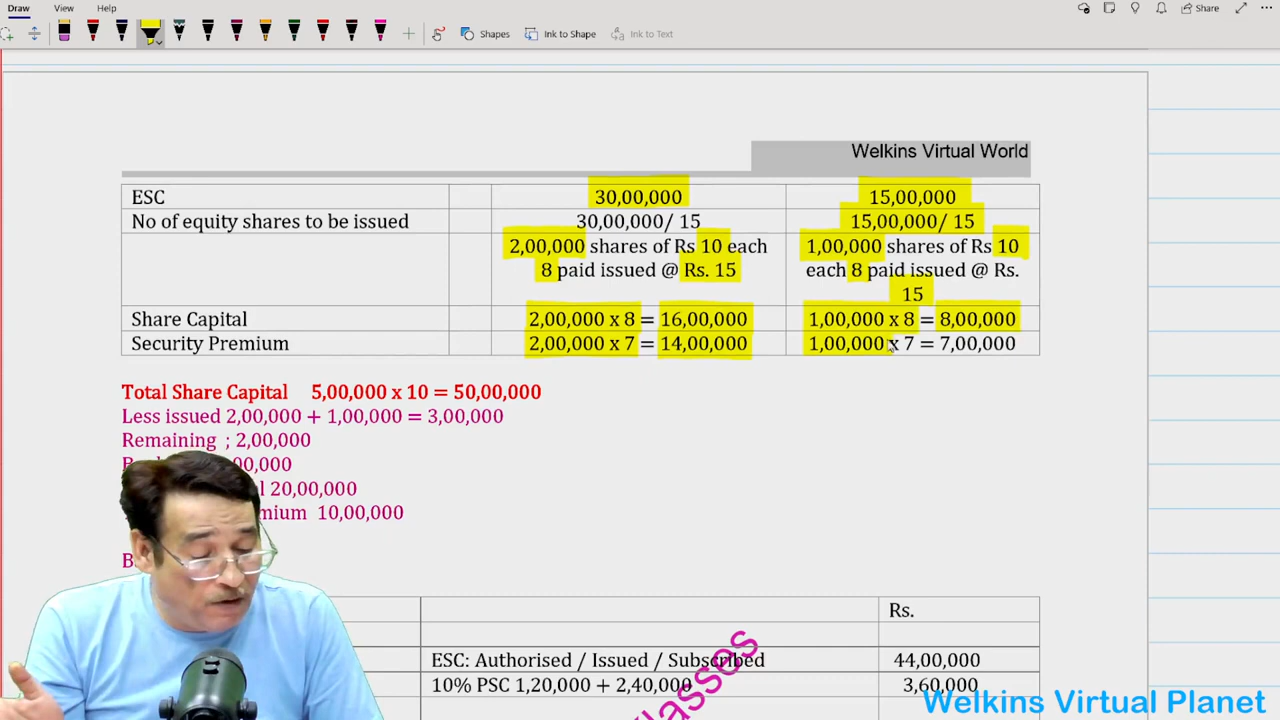 Draw View Help
Shapes Ink to Shape Ink to Text Share
Welkins Virtual World
ESC 30,00,000 15,00,000
No of equity shares to be issued 30,00,000/ 15 15,00,000/ 15
2,00,000 shares of Rs 10 each 1,00,000 shares of Rs 10
8 paid issued @ Rs. 15 each 8 paid issued @ Rs.
15
Share Capital 2,00,000 x 8 = 16,00,000 1,00,000 x 8 = 8,00,000
Security Premium 2,00,000 x 7 = 14,00,000 1,00,000 x 7 = 7,00,000
Total Share Capital 5,00,000 x 10 = 50,00,000
Less issued 2,00,000 + 1,00,000 = 3,00,000
Remaining ; 2,00,000
00,000
20,00,000
10,00,000
Rs.
ESC: Authorised / Issued / Subscribed 44,00,000
10% PSC 1,20,000 + 2,40,000 3,60,000
Welkins Virtual Planet